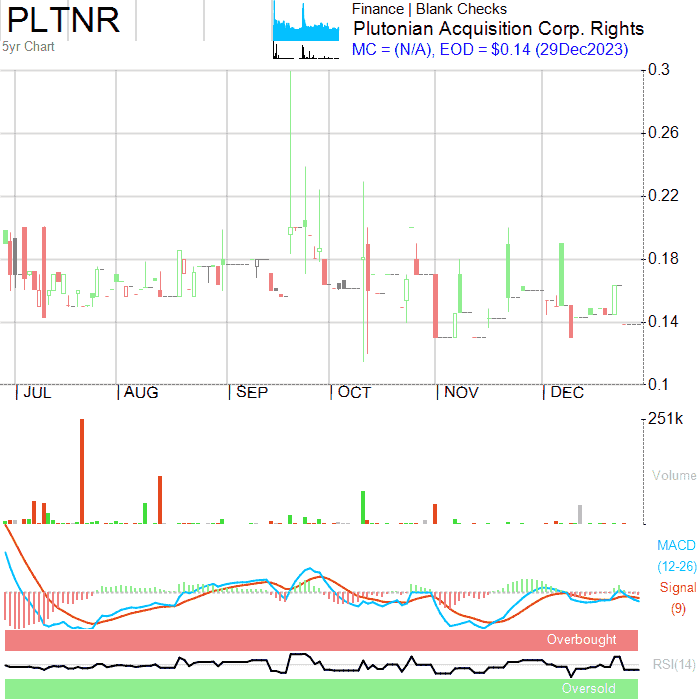 PLTNR
5yr Chart
Finance | Blank Checks
Plutonian Acquisition Corp. Rights
MC = (N/A), EOD = $0.14 (29Dec2023)
0.3
0.26
0.22
0.18
0.14
0.1
JUL AUG SEP OCT NOV DEC
251k
Volume
MACD
(12-26)
Signal
(9)
Overbought
RSI(14)
Oversold